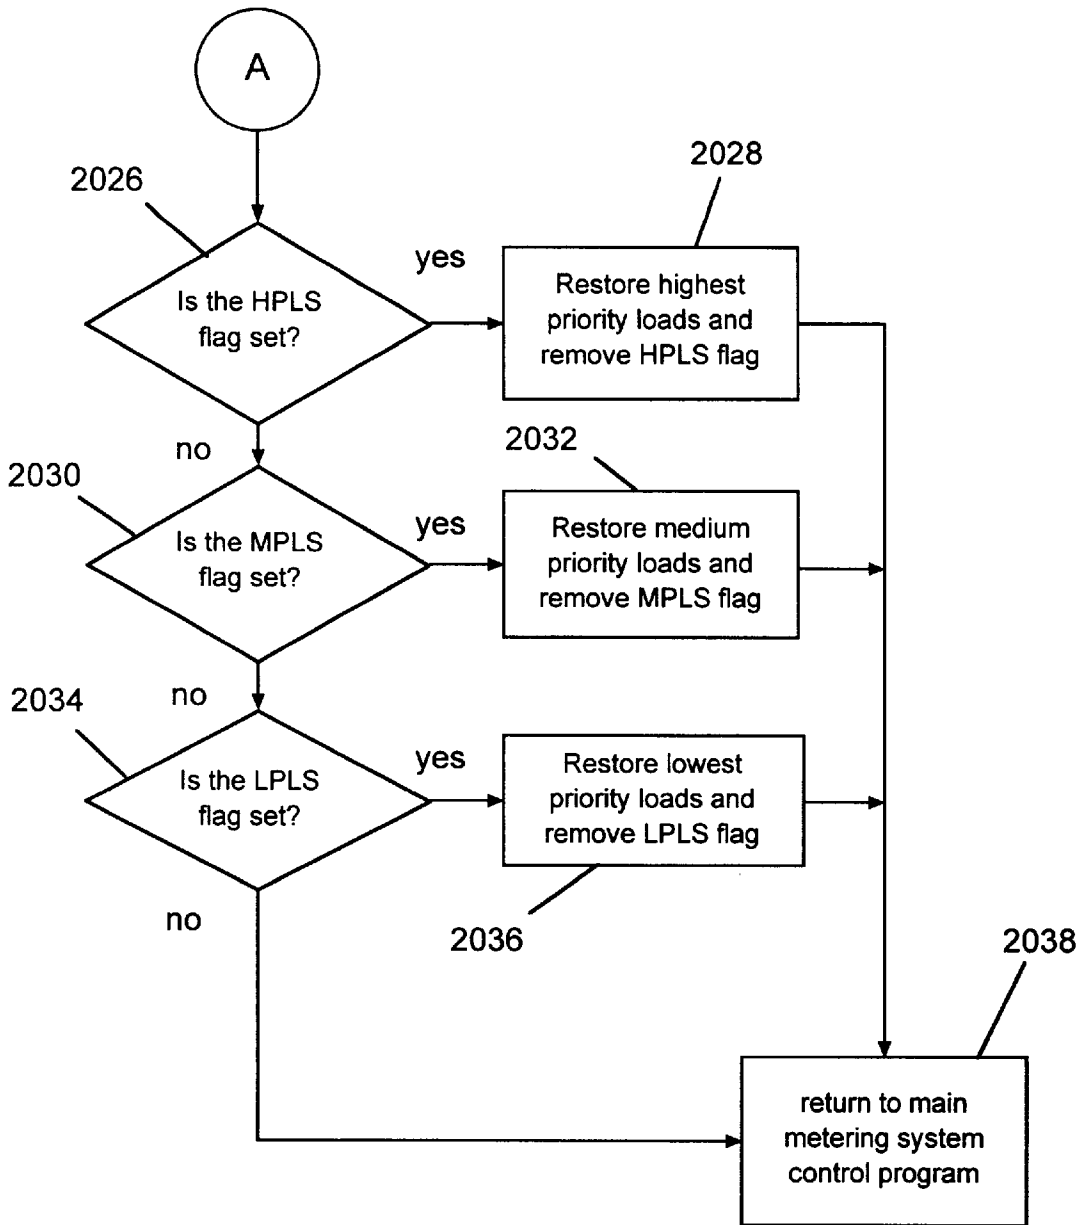 A
2026
2028
Is the HPLS
flag set?
yes
Restore highest
priority loads and
remove HPLS flag
no
2030
2032
Is the MPLS
flag set?
yes
Restore medium
priority loads and
remove MPLS flag
no
2034
Is the LPLS
flag set?
yes
Restore lowest
priority loads and
remove LPLS flag
no
2036
2038
return to main
metering system
control program